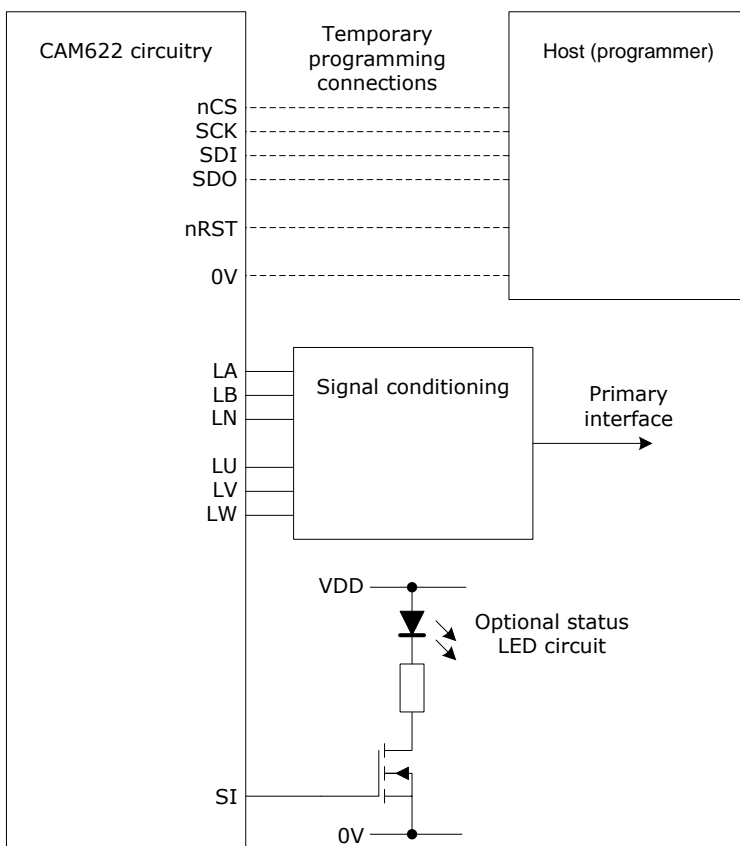 CAM622 circuitry
Temporary
programming
connections
Host (programmer)
nCS
SCK
SDI
SDO
nRST
0V
LA
LB
LN
LU
LV
LW
Signal conditioning
Primary
interface
VDD
Optional status
LED circuit
SI
0V